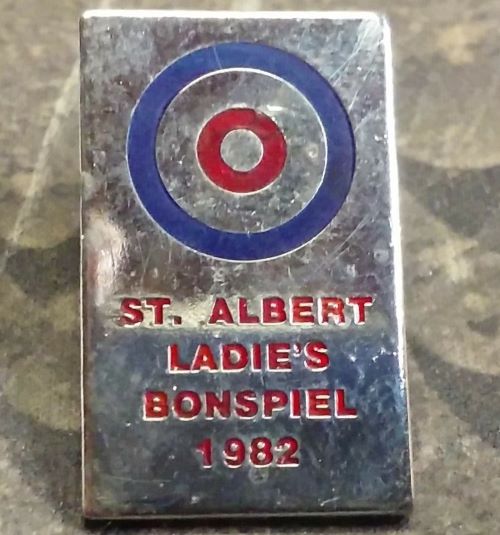 ST. ALBERT
LADIE'S
BONSPIEL
1982